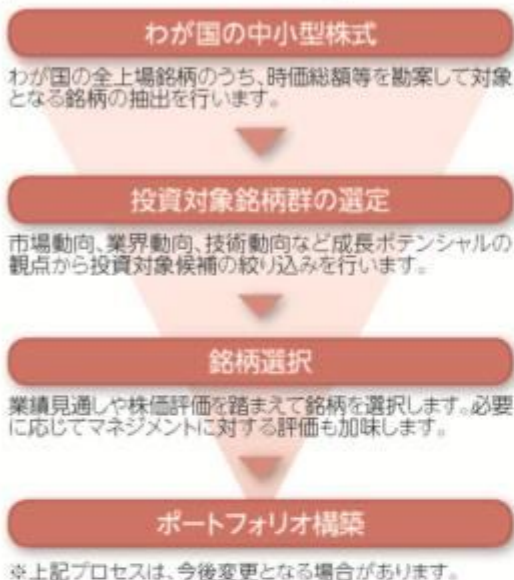 わが国の中小型株式
わが国の全上場銘柄のうち、時価総額等を勘案して対象
となる銘柄の抽出を行います。
投資対象銘柄群の選定
市場動向、業界動向、技術動向など成長ポテンシャルの
観点から投資対象候補の絞り込みを行います。
銘柄選択
業績見通しや株価評価を踏まえて銘柄を選択します。必要
に応じてマネジメントに対する評価も加味します。
ポートフォリオ構築
※上記プロセスは、今後変更となる場合があります。